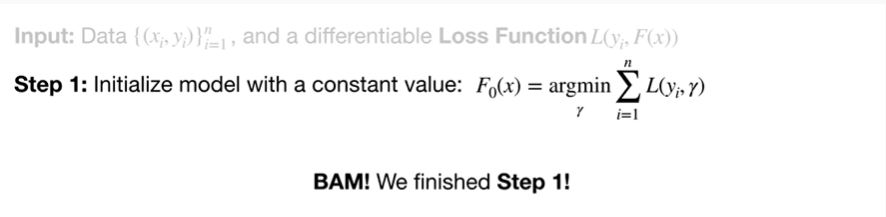 Input: Data {(xᵢ, yᵢ)}ⁿᵢ₌₁, and a differentiable Loss Function L(yᵢ, F(x))
Step 1: Initialize model with a constant value: F₀(x) = argmin_γ ∑ⁿᵢ₌₁ L(yᵢ, γ)
BAM! We finished Step 1!